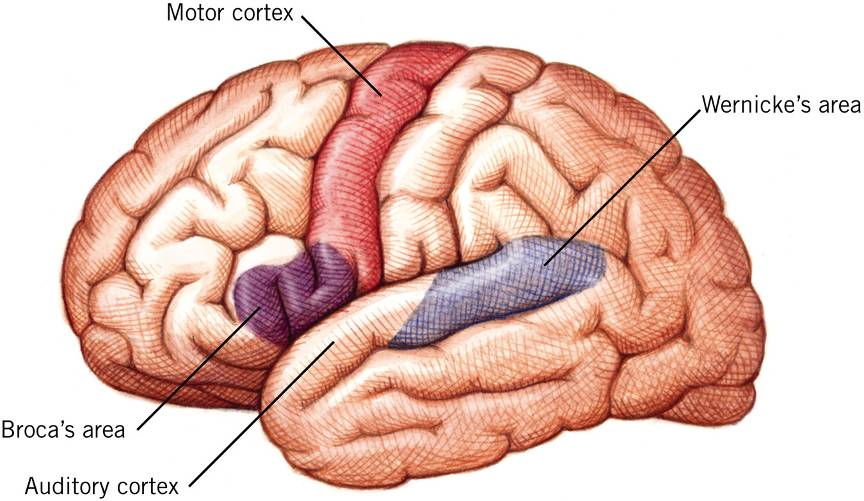 Motor cortex
Wernicke’s area
Broca’s area
Auditory cortex